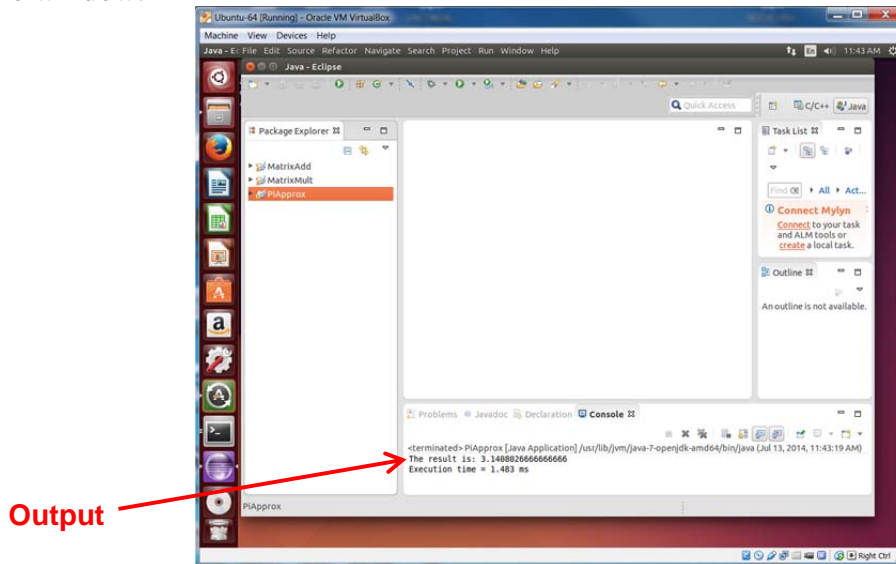 Ubuntu-64 [Running] - Oracle VM VirtualBox
Machine View Devices Help
Java - Ec File Edit Source Refactor Navigate Search Project Run Window Help
En 11:43 AM
Java - Eclipse
Quick Access
C/C++ Java
Package Explorer
Task List
MatrixAdd
MatrixMult
PiApprox
Find All Act...
Connect Mylyn
Connect to your task
and ALM tools or
create a local task.
Outline
An outline is not available.
Problems Javadoc Declaration Console
<terminated> PiApprox [Java Application] /usr/lib/jvm/java-7-openjdk-amd64/bin/java (Jul 13, 2014, 11:43:19 AM)
The result is: 3.1408026666666666
Execution time = 1.483 ms
Output
PiApprox
Right Ctrl